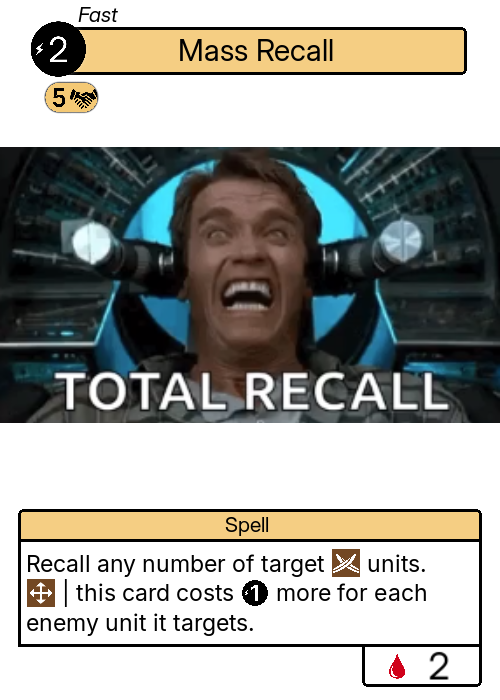 Fast
2 Mass Recall
5
TOTAL RECALL
Spell
Recall any number of target units.
| this card costs 1 more for each
enemy unit it targets.
2